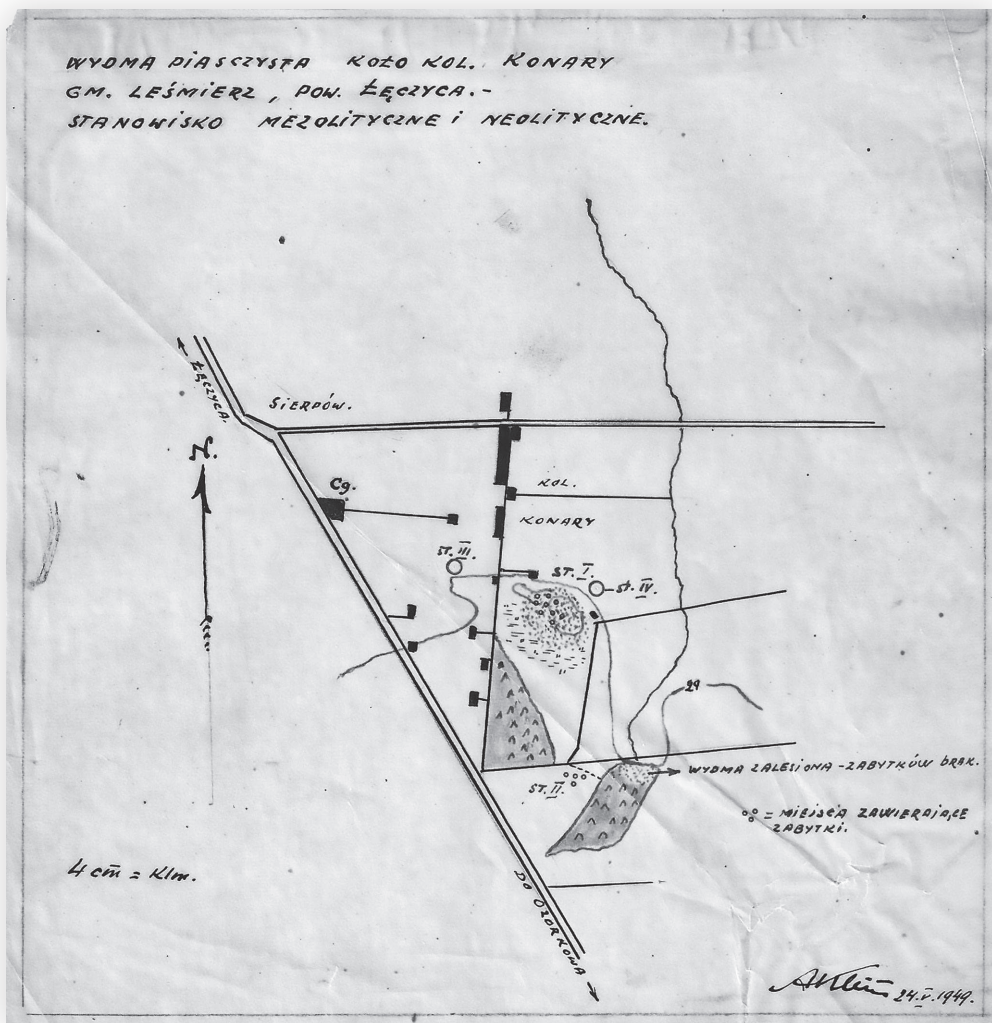 WYDMA PIASCZYSTA KOŁO KOL. KONARY
GM. LEŚMIERZ, POW. ŁĘCZYCA.-
STANOWISKO MEZOLITYCZNE i NEOLITYCZNE.
ŁĘCZYCA.
SIERPÓW.
Cg.
KOL.
KONARY
ST. III.
ST. I.
ST. IV.
29
WYDMA ZALESIONA - ZABYTKÓW BRAK.
ST. II.
= MIEJSCA ZAWIERAJĄCE
ZABYTKI.
4 cm = Klm.
DO OZORKOWA
24.V.1949.